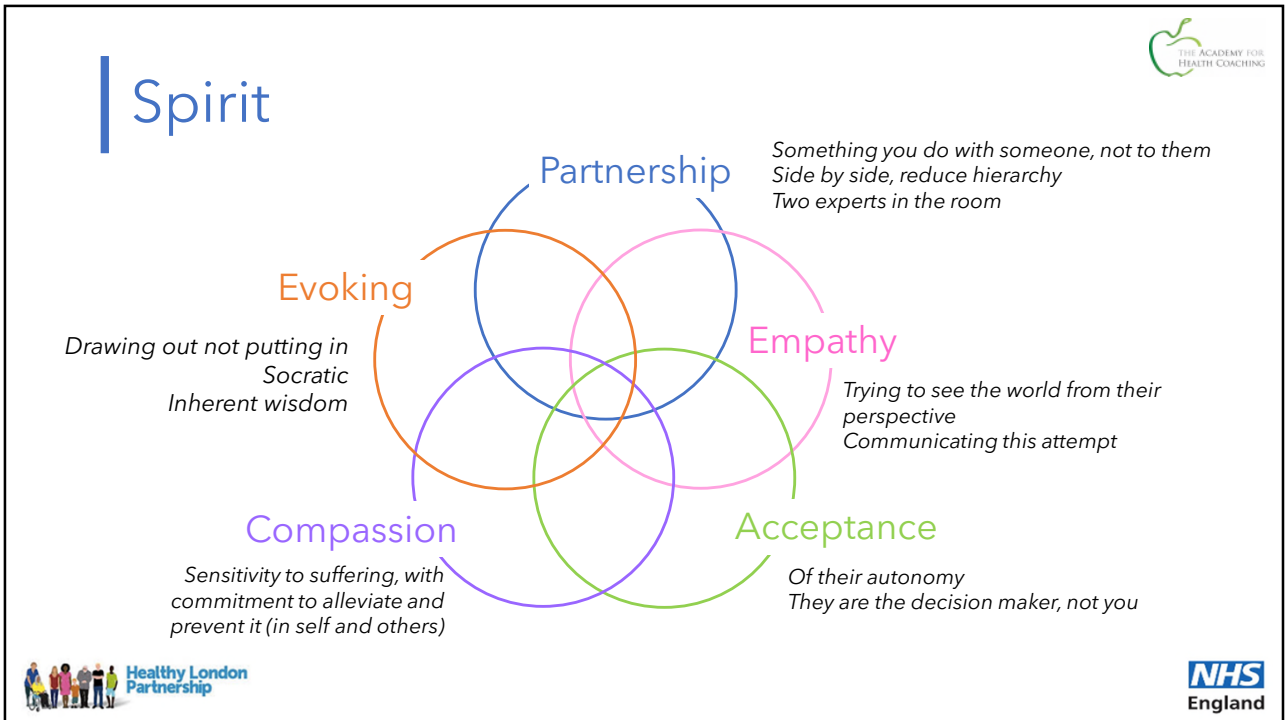 THE ACADEMY FOR
HEALTH COACHING
Spirit
Partnership
Something you do with someone, not to them
Side by side, reduce hierarchy
Two experts in the room
Evoking
Drawing out not putting in
Socratic
Inherent wisdom
Empathy
Trying to see the world from their
perspective
Communicating this attempt
Compassion
Sensitivity to suffering, with
commitment to alleviate and
prevent it (in self and others)
Acceptance
Of their autonomy
They are the decision maker, not you
Healthy London
Partnership
NHS
England